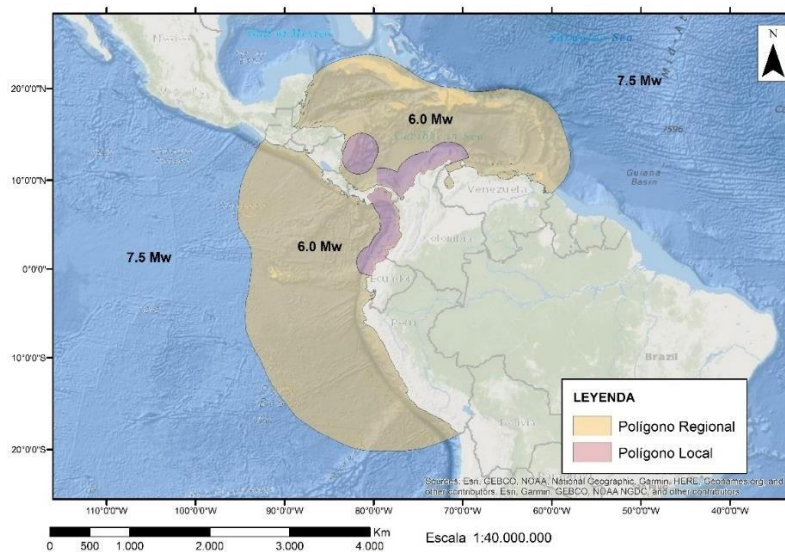 Gulf of Mexico
Sargasso Sea
N
Mexico
20°0'0"N
7.5 Mw
6.0 Mw
Caribbean Sea
10°0'0"N
Guiana
Basin
Venezuela
Colombia
7.5 Mw
6.0 Mw
0°0'0"
Ecuador
Peru
10°0'0"S
Brazil
Bolivia
20°0'0"S
LEYENDA
Polígono Regional
Polígono Local
Sources: Esri, GEBCO, NOAA, National Geographic, Garmin, HERE, Geonames.org, and
other contributors, Esri, Garmin, GEBCO, NOAA NGDC, and other contributors
110°0'0"W 100°0'0"W 90°0'0"W 80°0'0"W 70°0'0"W 60°0'0"W 50°0'0"W 40°0'0"W
Km
0 500 1.000 2.000 3.000 4.000
Escala 1:40.000.000